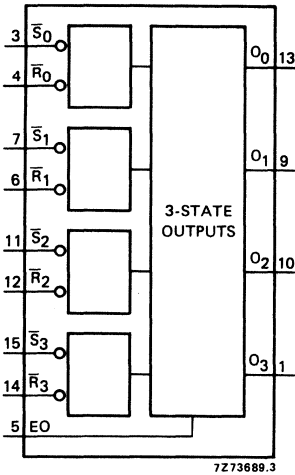 3 S̅0 O0 13
4 R̅0
7 S̅1 O1 9
6 R̅1
3-STATE
OUTPUTS
11 S̅2 O2 10
12 R̅2
15 S̅3 O3 1
14 R̅3
5 EO
7Z73689.3